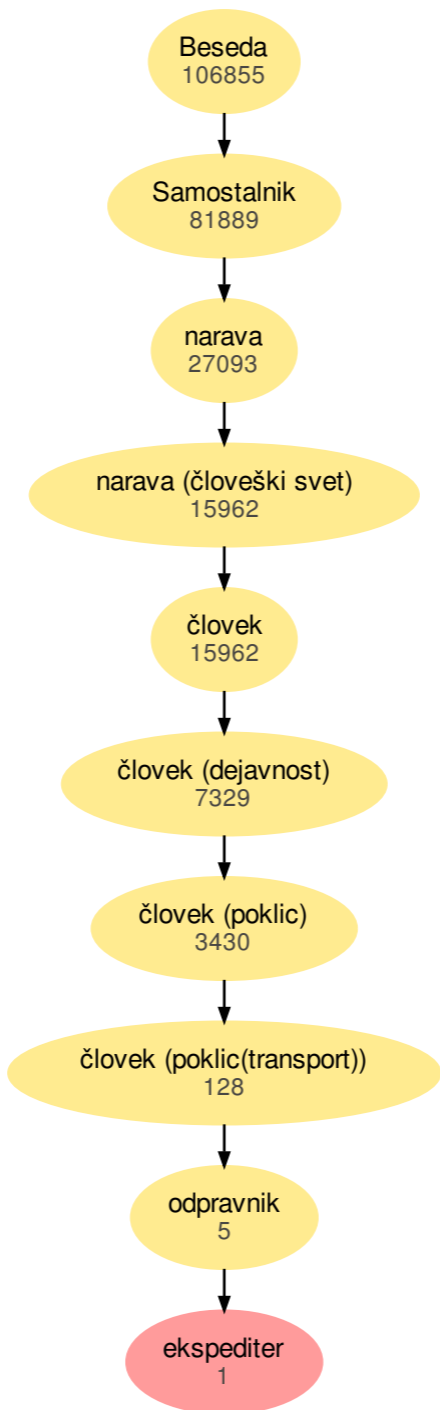 Beseda
106855
Samostalnik
81889
narava
27093
narava (človeški svet)
15962
človek
15962
človek (dejavnost)
7329
človek (poklic)
3430
človek (poklic(transport))
128
odpravnik
5
ekspediter
1